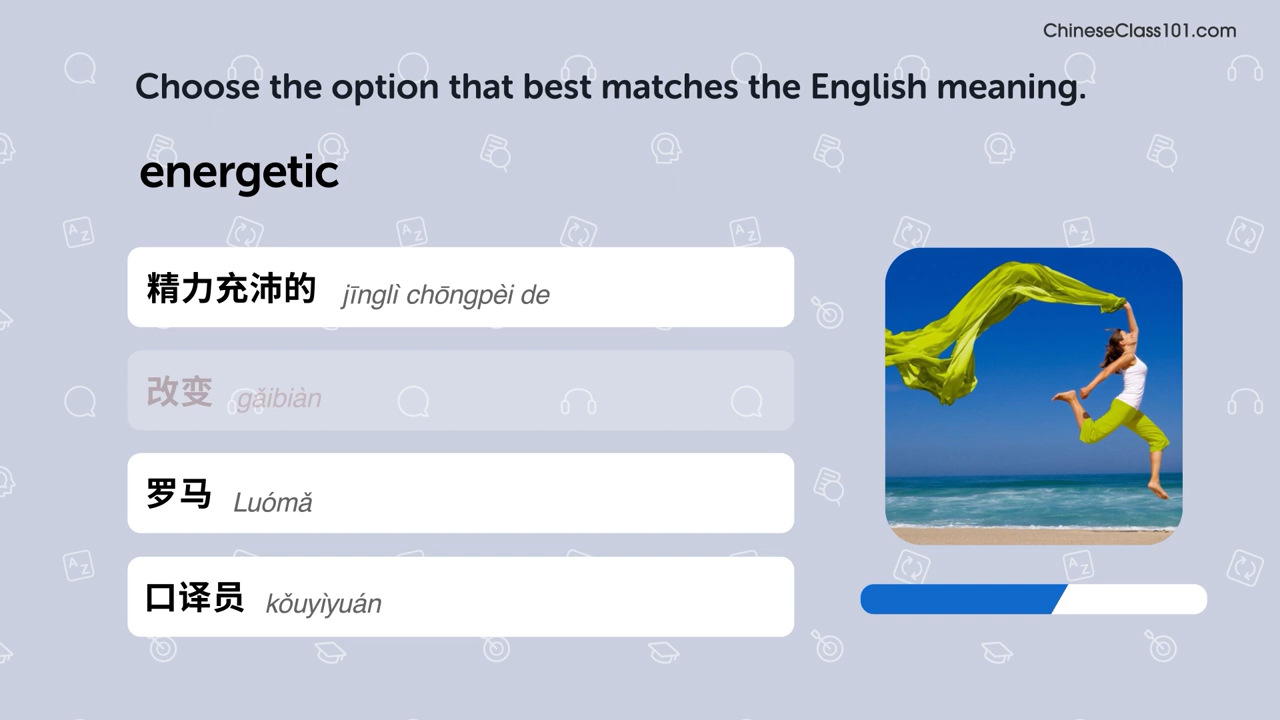 ChineseClass101.com
Choose the option that best matches the English meaning.
energetic
精力充沛的 jīnglì chōngpèi de
改变 gǎibiàn
罗马 Luómǎ
口译员 kǒuyìyuán